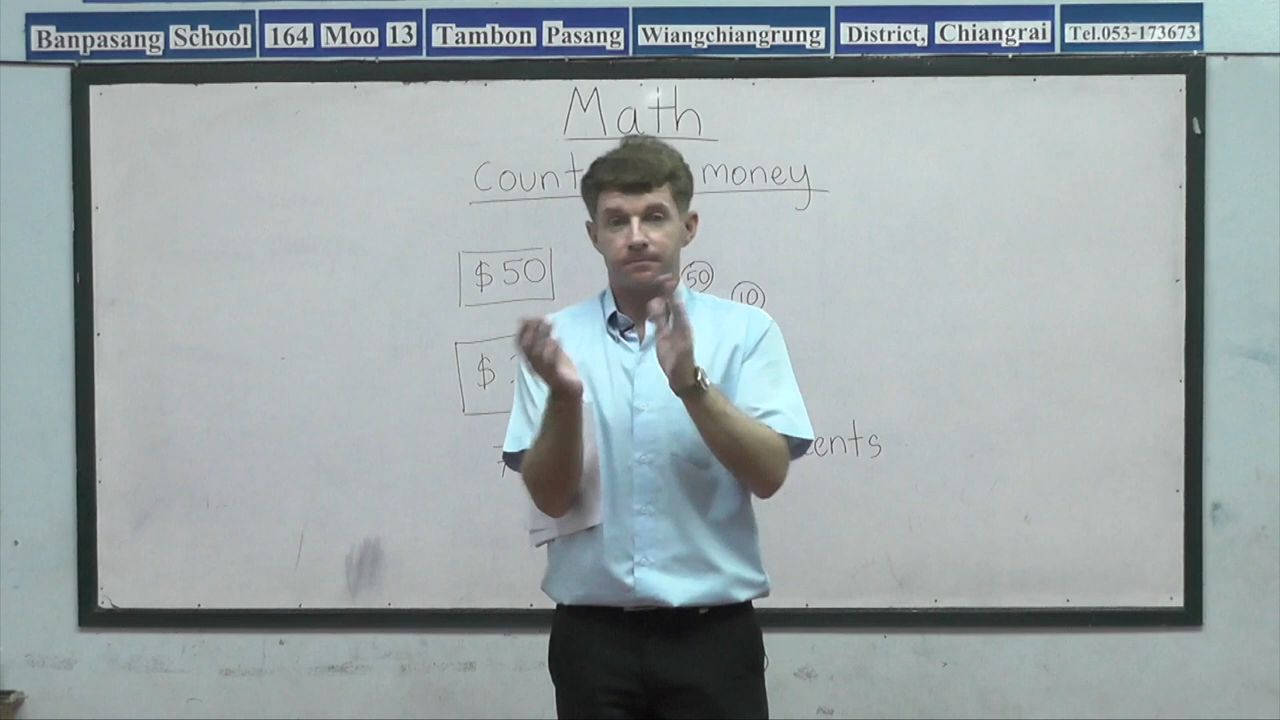 Banpasang School 164 Moo 13 Tambon Pasang Wiangchiangrung District, Chiangrai Tel.053-173673
Math
Count money
$50
50
10
$
ents